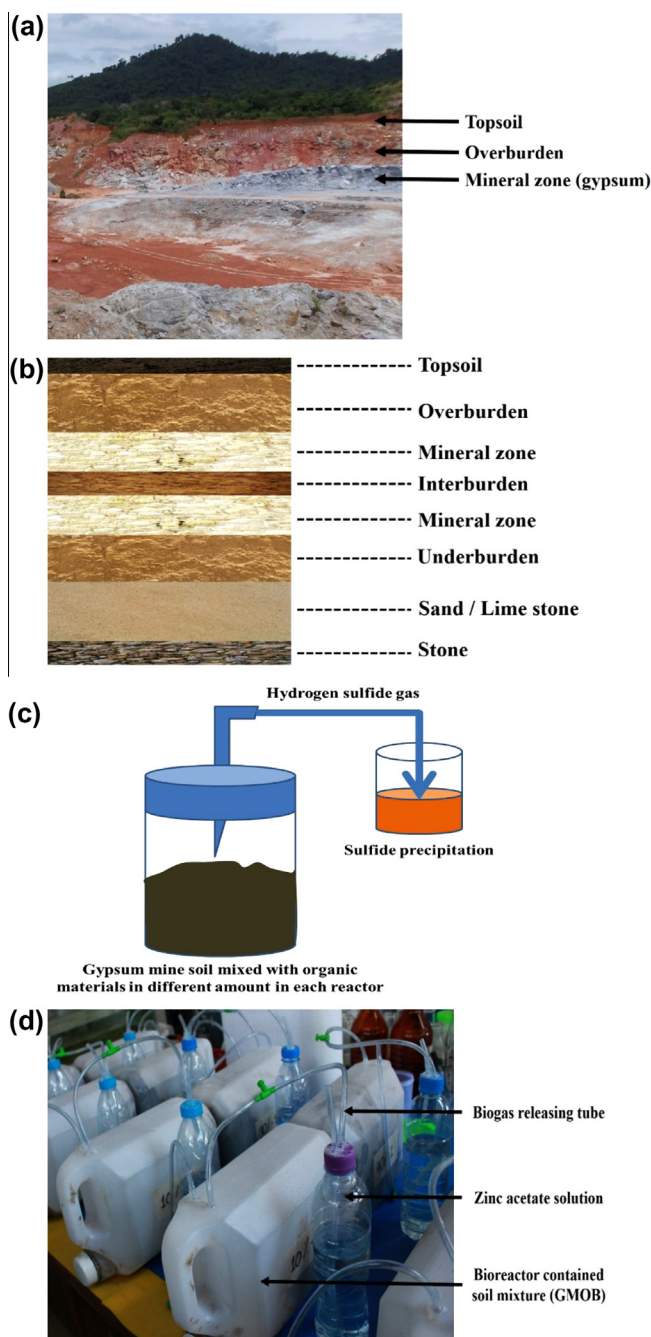 (a)
Topsoil
Overburden
Mineral zone (gypsum)
(b)
Topsoil
Overburden
Mineral zone
Interburden
Mineral zone
Underburden
Sand / Lime stone
Stone
(c)
Hydrogen sulfide gas
Sulfide precipitation
Gypsum mine soil mixed with organic
materials in different amount in each reactor
(d)
Biogas releasing tube
Zinc acetate solution
Bioreactor contained
soil mixture (GMOB)